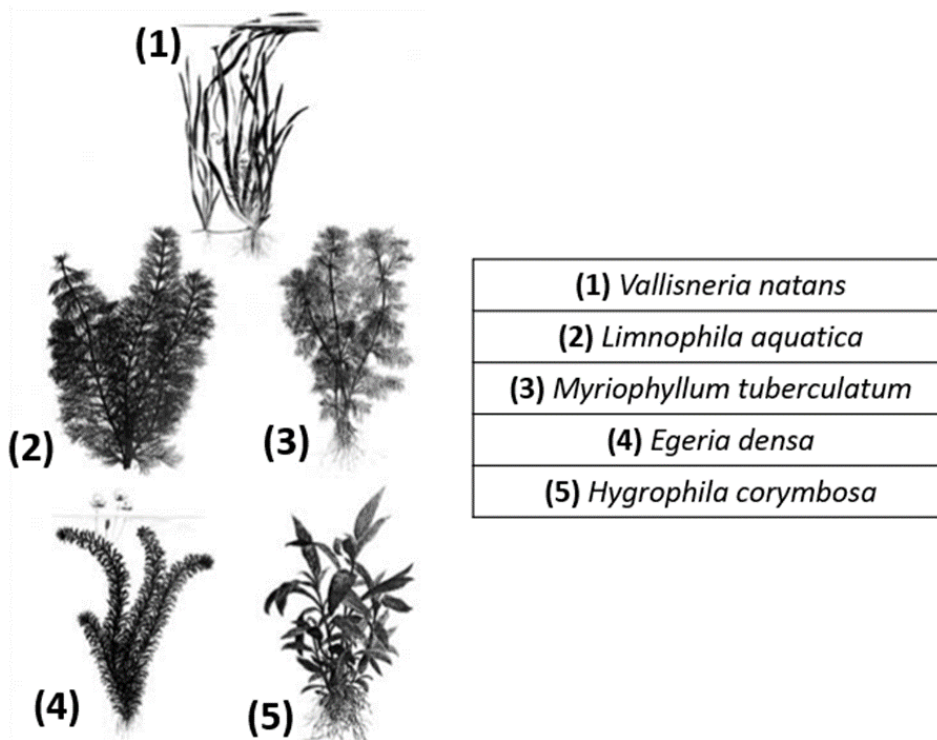 (1)
(2)
(3)
(4)
(5)
(1) Vallisneria natans
(2) Limnophila aquatica
(3) Myriophyllum tuberculatum
(4) Egeria densa
(5) Hygrophila corymbosa